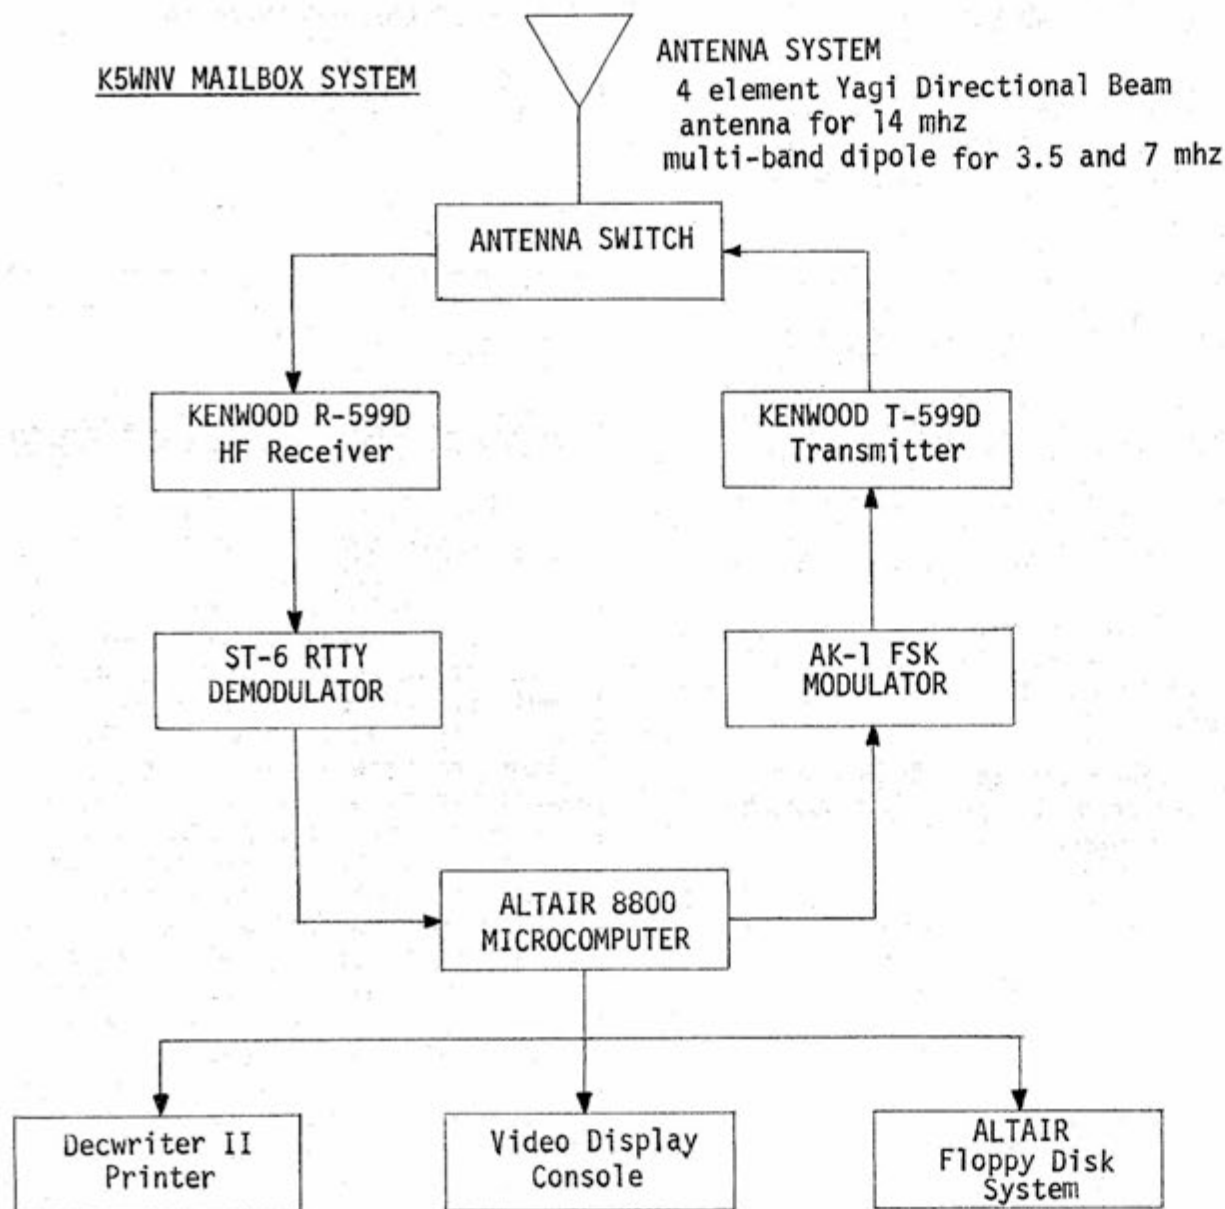 K5WNV MAILBOX SYSTEM
ANTENNA SYSTEM
4 element Yagi Directional Beam
antenna for 14 mhz
multi-band dipole for 3.5 and 7 mhz
ANTENNA SWITCH
KENWOOD R-599D
HF Receiver
KENWOOD T-599D
Transmitter
ST-6 RTTY
DEMODULATOR
AK-1 FSK
MODULATOR
ALTAIR 8800
MICROCOMPUTER
Decwriter II
Printer
Video Display
Console
ALTAIR
Floppy Disk
System